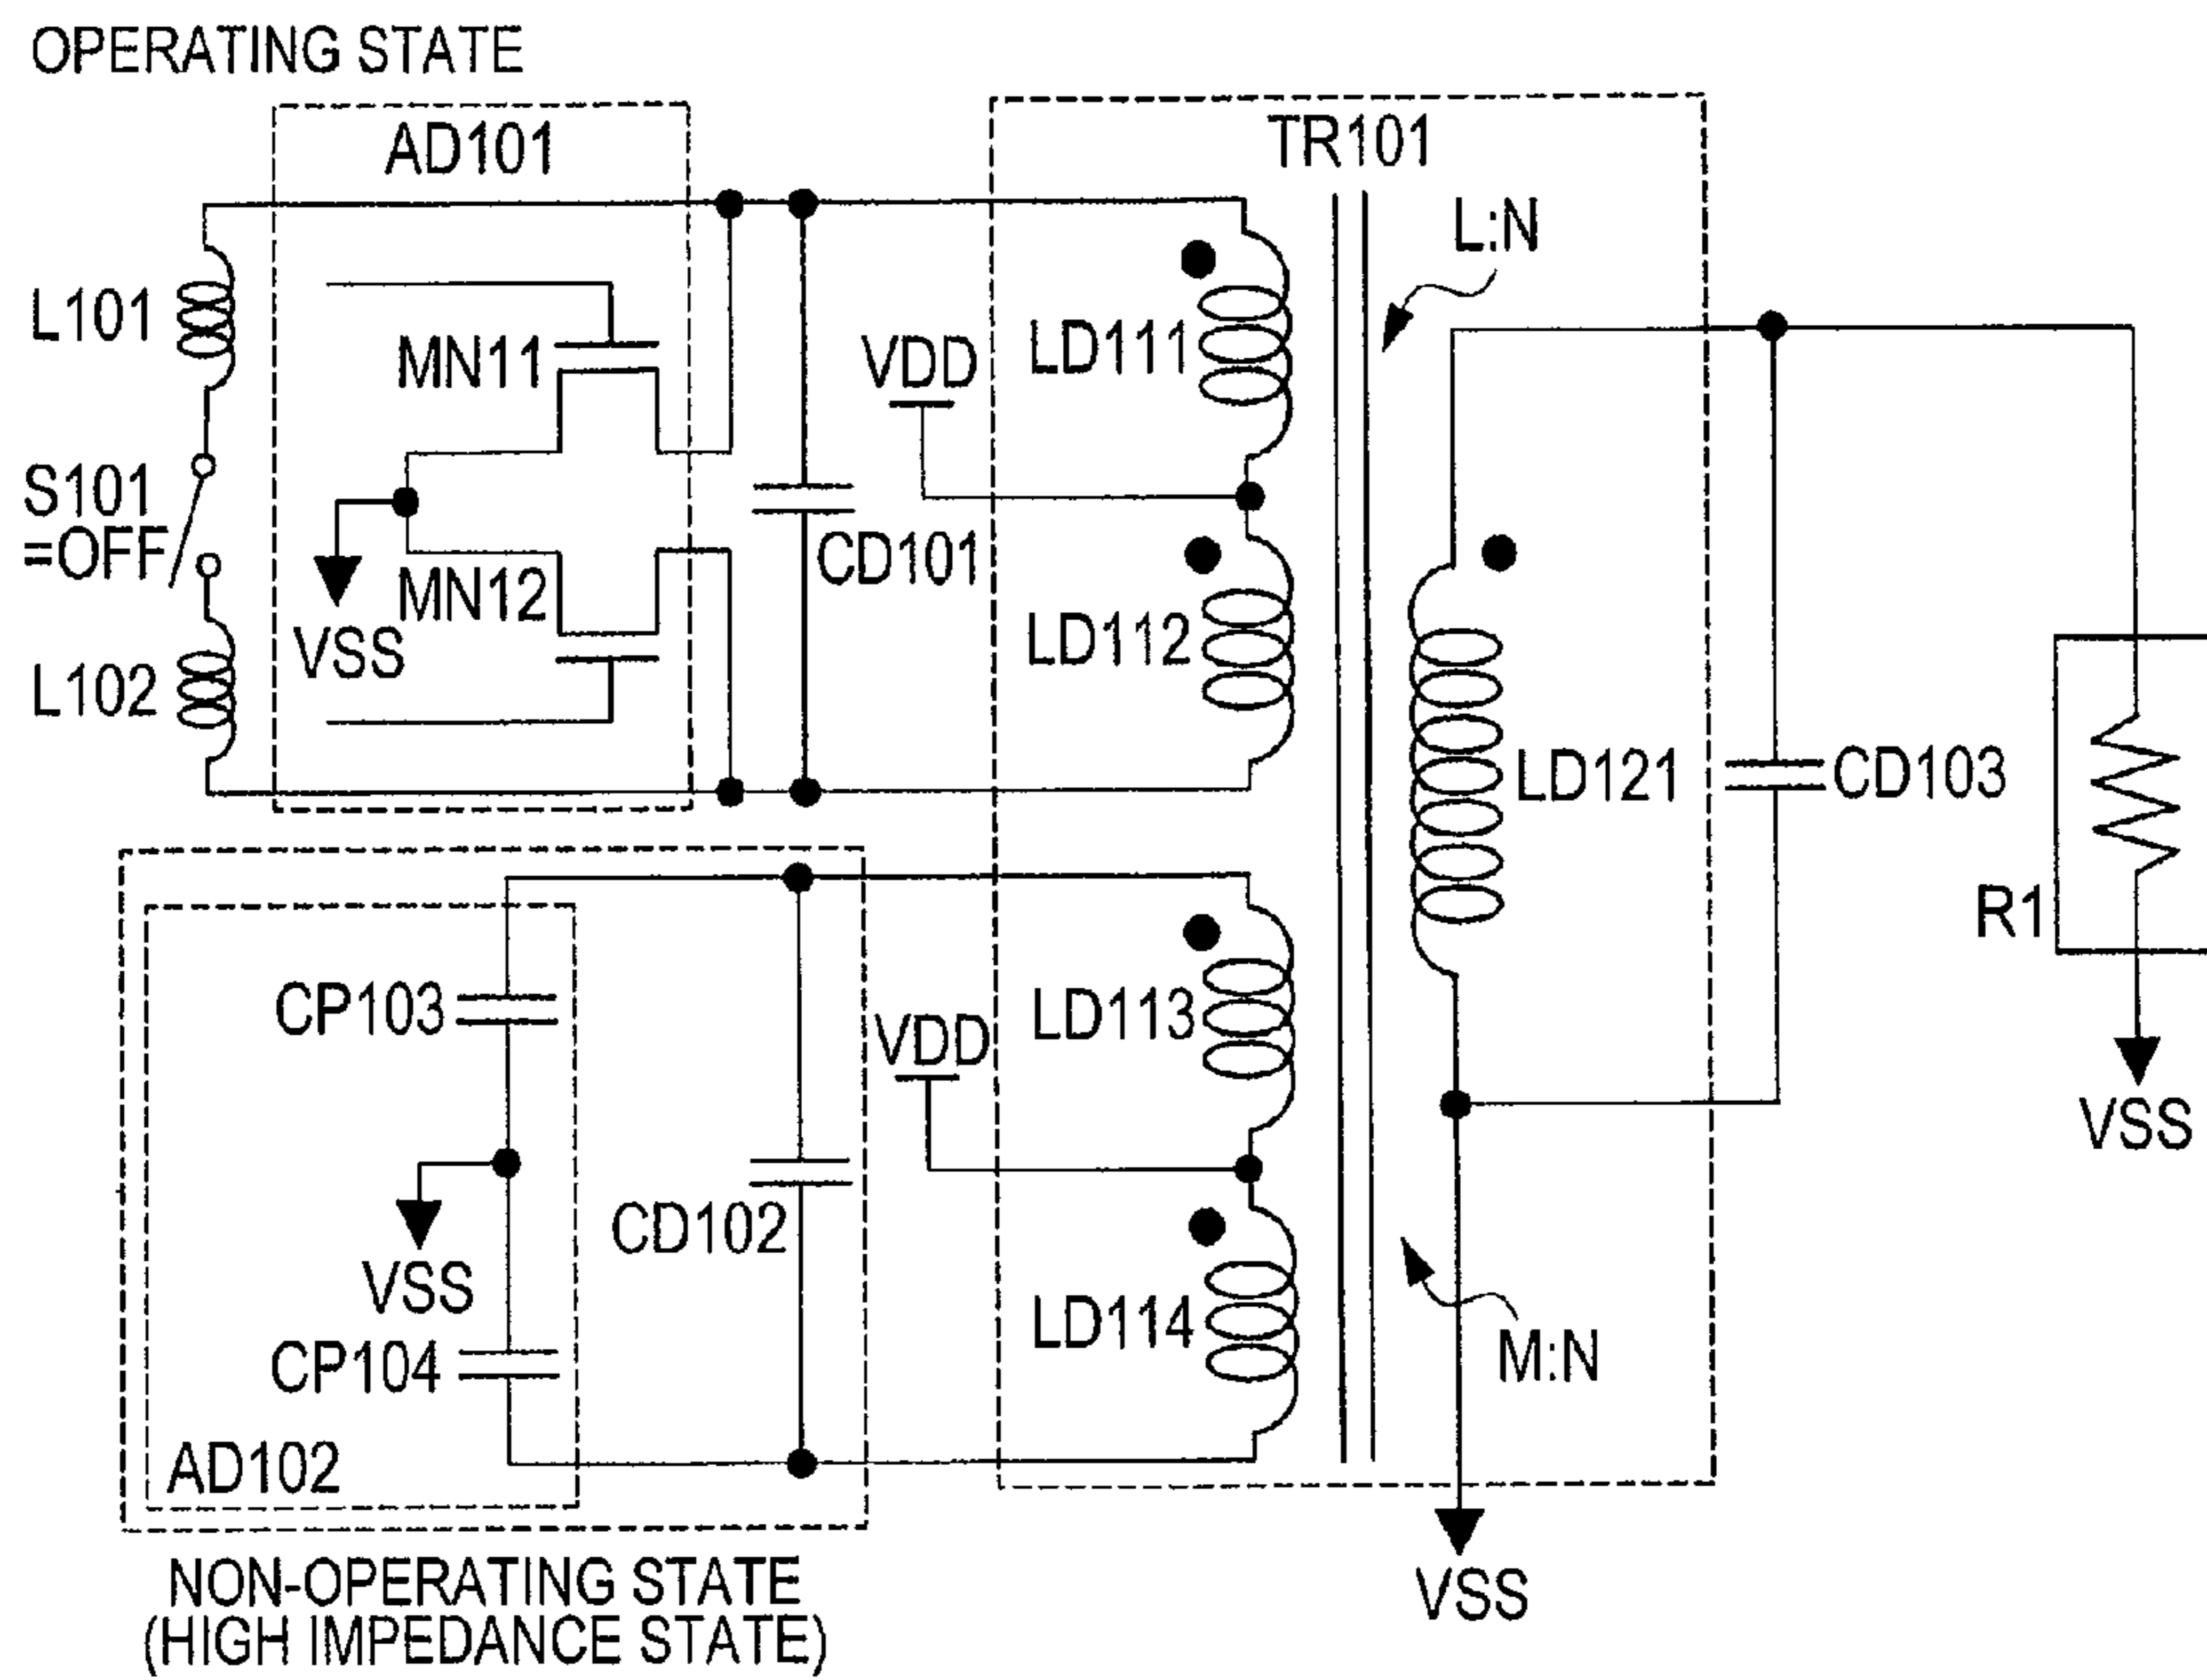 OPERATING STATE
AD101
TR101
L:N
L101
MN11
VDD
LD111
S101
=OFF
CD101
MN12
VSS
LD112
L102
LD121
CD103
R1
CP103
VDD
LD113
VSS
CD102
VSS
CP104
LD114
M:N
AD102
VSS
NON-OPERATING STATE
(HIGH IMPEDANCE STATE)